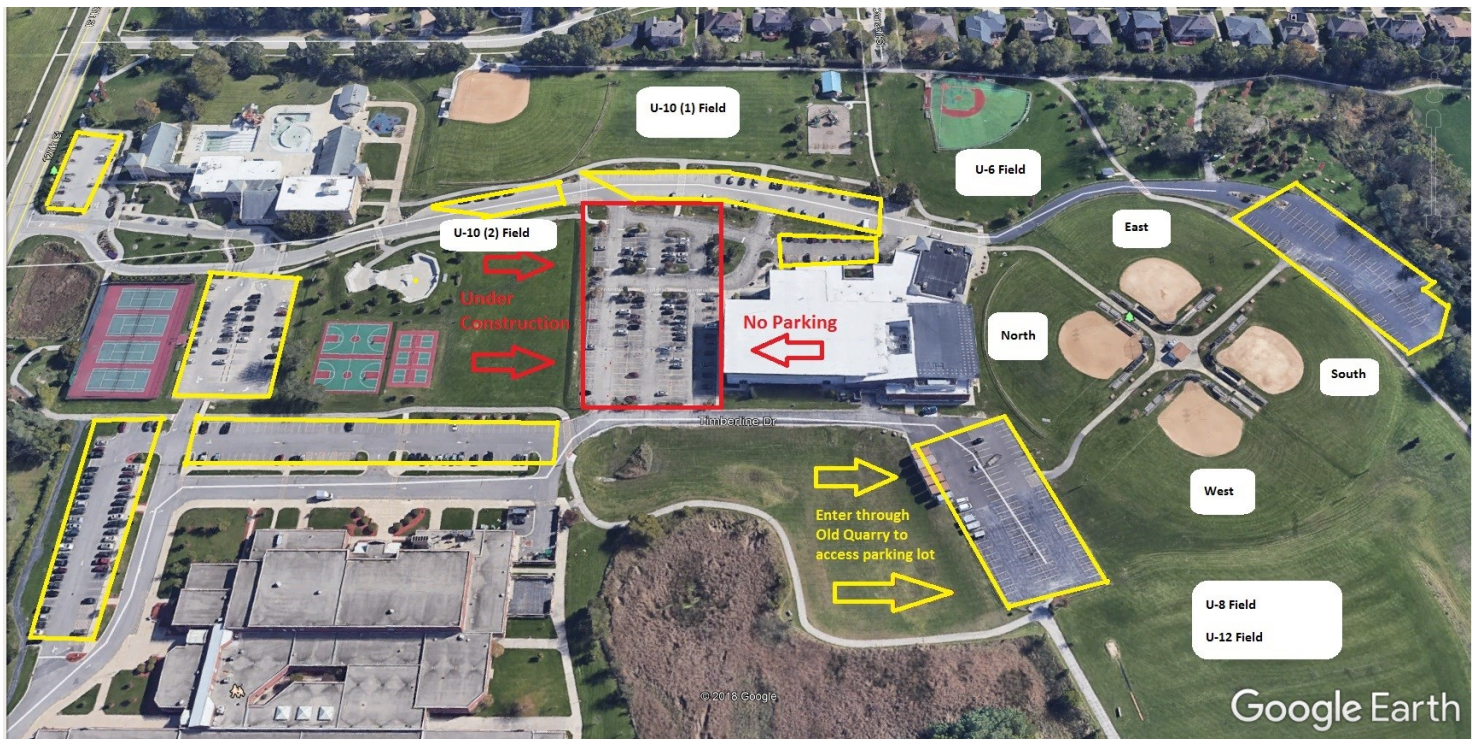 U-10 (1) Field
U-6 Field
U-10 (2) Field
East
Under
Construction
No Parking
North
South
Timberline Dr
West
Enter through
Old Quarry to
access parking lot
U-8 Field
U-12 Field
© 2018 Google
Google Earth